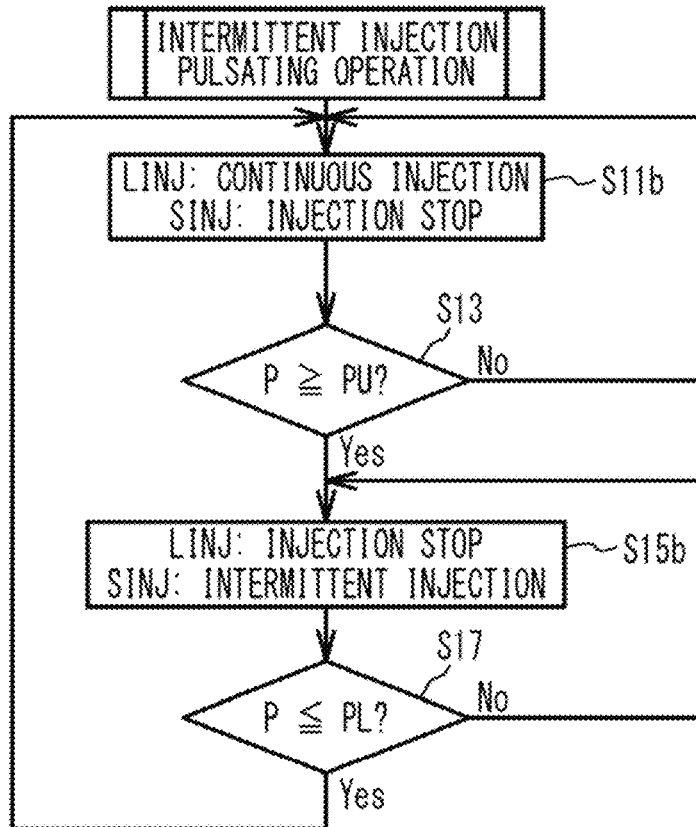 INTERMITTENT INJECTION
PULSATING OPERATION
LINJ: CONTINUOUS INJECTION
SINJ: INJECTION STOP
S11b
S13
P ≧ PU?
No
Yes
LINJ: INJECTION STOP
SINJ: INTERMITTENT INJECTION
S15b
S17
P ≦ PL?
No
Yes